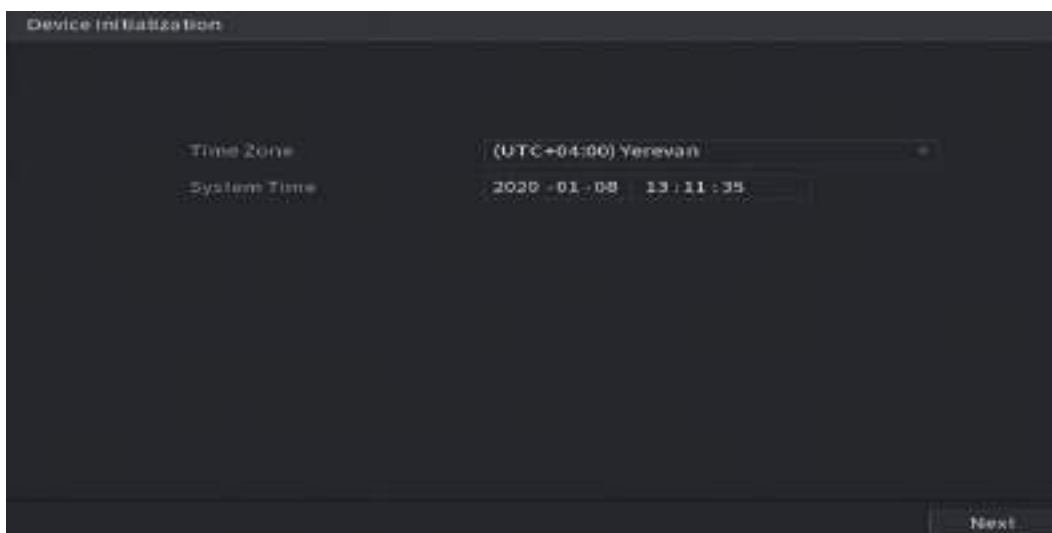 Device Initialization
Time Zone (UTC+04:00) Yerevan
System Time 2020 - 01 - 08 13 : 11 : 35
Next